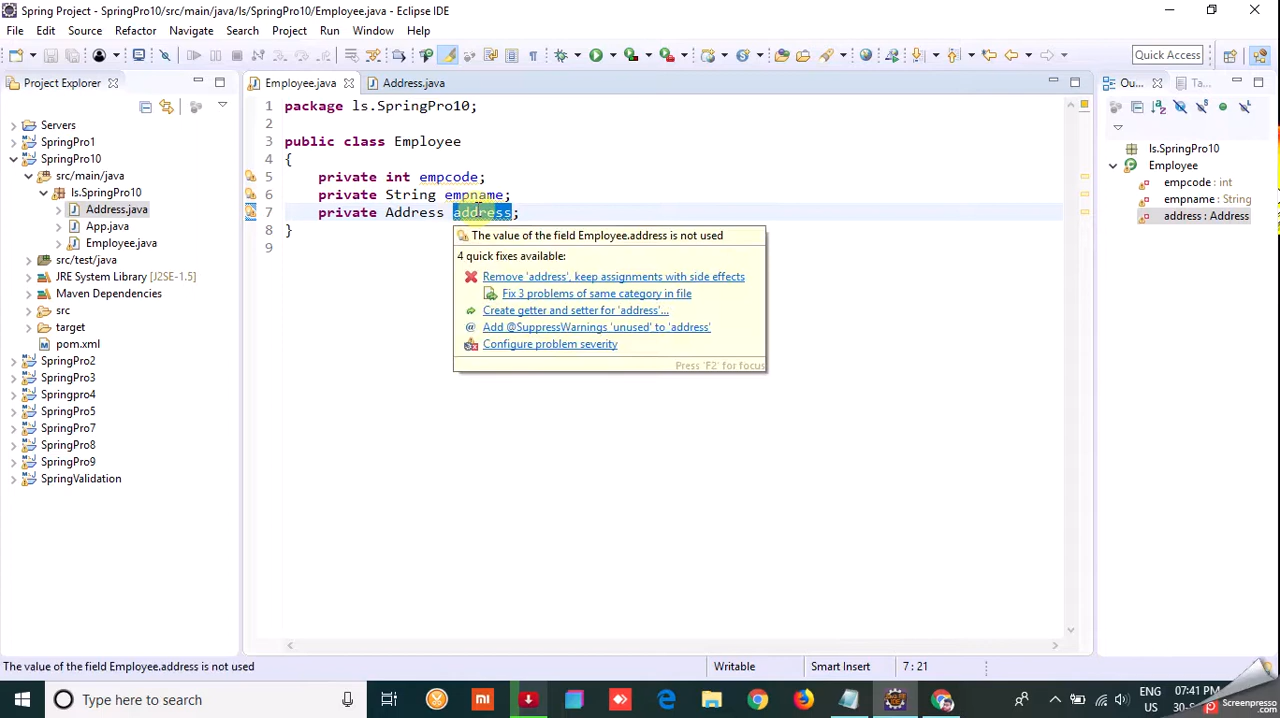 Spring Project - SpringPro10/src/main/java/ls/SpringPro10/Employee.java - Eclipse IDE
File Edit Source Refactor Navigate Search Project Run Window Help
Quick Access
Project Explorer
Servers
SpringPro1
SpringPro10
src/main/java
ls.SpringPro10
Address.java
App.java
Employee.java
src/test/java
JRE System Library [J2SE-1.5]
Maven Dependencies
src
target
pom.xml
SpringPro2
SpringPro3
Springpro4
SpringPro5
SpringPro7
SpringPro8
SpringPro9
SpringValidation
Employee.java Address.java
1 package ls.SpringPro10;
2
3 public class Employee
4 {
5 private int empcode;
6 private String empname;
7 private Address address;
8 }
9
The value of the field Employee.address is not used
4 quick fixes available:
Remove 'address', keep assignments with side effects
Fix 3 problems of same category in file
Create getter and setter for 'address'...
@ Add @SuppressWarnings 'unused' to 'address'
Configure problem severity
Press 'F2' for focus
Ou... Ta...
ls.SpringPro10
Employee
empcode : int
empname : String
address : Address
The value of the field Employee.address is not used
Writable Smart Insert 7 : 21
Type here to search
mi
ENG
US
07:41 PM
Screenpresso
.com